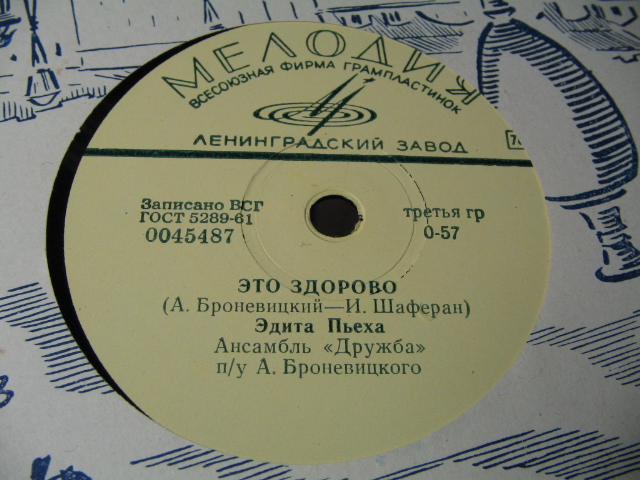 МЕЛОДИЯ
ВСЕСОЮЗНАЯ ФИРМА ГРАМПЛАСТИНОК
ЛЕНИНГРАДСКИЙ ЗАВОД
Записано ВСГ
ГОСТ 5289-61
0045487
третья гр
0-57
ЭТО ЗДОРОВО
(А. Броневицкий—И. Шаферан)
Эдита Пьеха
Ансамбль «Дружба»
п/у А. Броневицкого